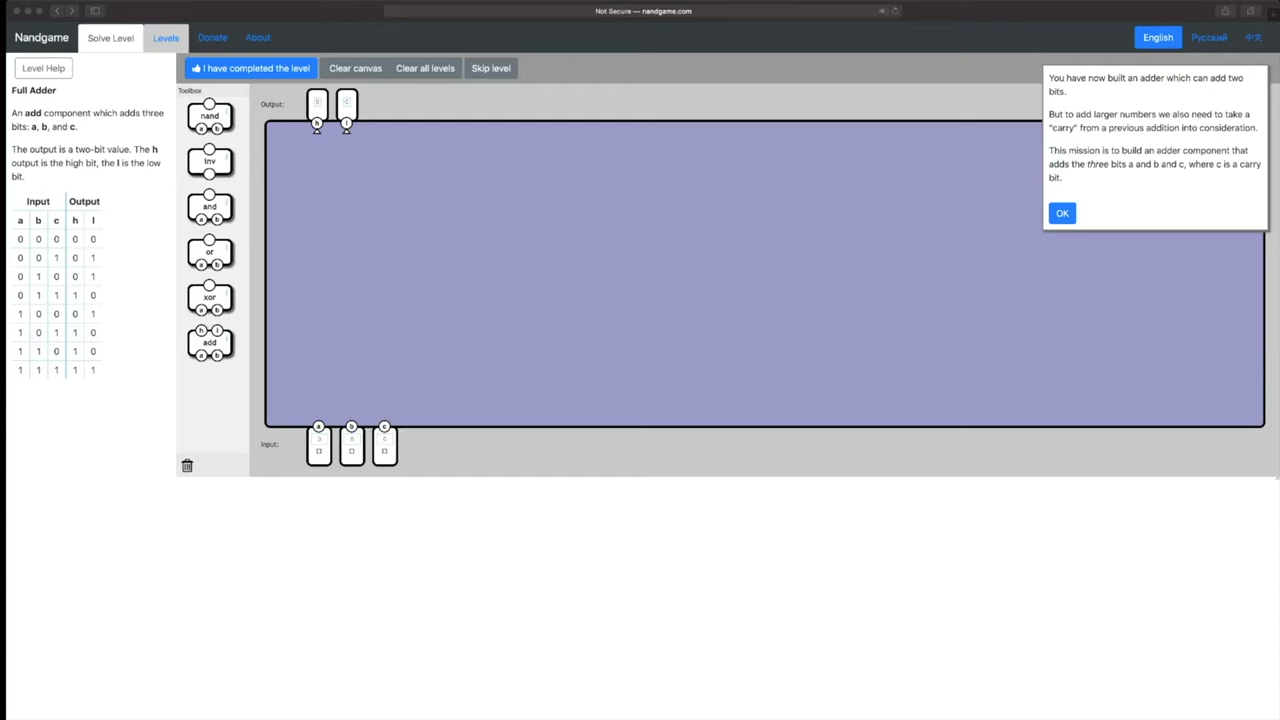 Not Secure — nandgame.com
Nandgame
Solve Level
Levels
Donate
About
English
Русский
中文
Level Help
I have completed the level
Clear canvas
Clear all levels
Skip level
Full Adder
An add component which adds three
bits: a, b, and c.
The output is a two-bit value. The h
output is the high bit, the l is the low
bit.
Input Output
a b c h l
0 0 0 0 0
0 0 1 0 1
0 1 0 0 1
0 1 1 1 0
1 0 0 0 1
1 0 1 1 0
1 1 0 1 0
1 1 1 1 1
Toolbox
nand
a b
inv
and
a b
or
a b
xor
a b
h l
add
a b
Output:
0 0
h l
Input:
a b c
0 0 0
You have now built an adder which can add two
bits.
But to add larger numbers we also need to take a
"carry" from a previous addition into consideration.
This mission is to build an adder component that
adds the three bits a and b and c, where c is a carry
bit.
OK